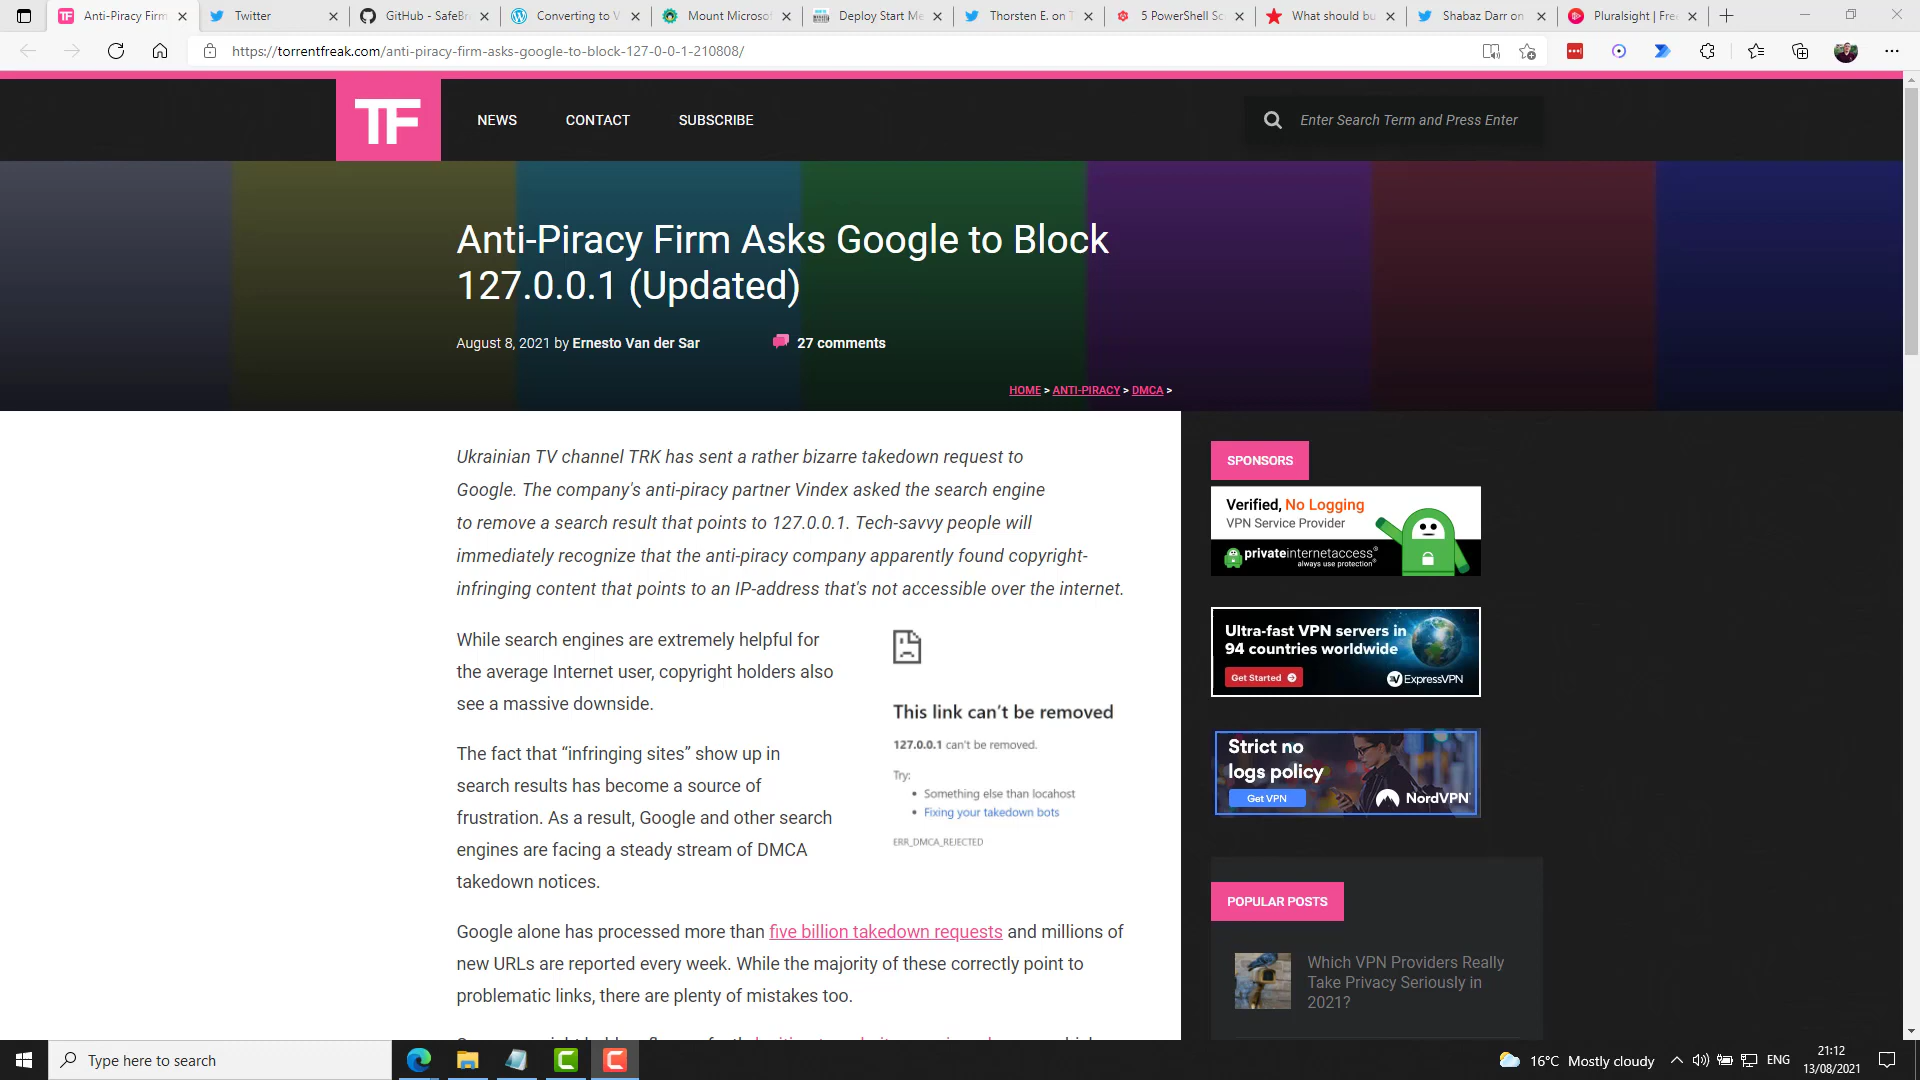 Anti-Piracy Firm
Twitter
GitHub - SafeBr
Converting to V
Mount Microsof
Deploy Start Me
Thorsten E. on T
5 PowerShell Sc
What should bu
Shabaz Darr on
Pluralsight | Free
https://torrentfreak.com/anti-piracy-firm-asks-google-to-block-127-0-0-1-210808/
TF
NEWS
CONTACT
SUBSCRIBE
Enter Search Term and Press Enter
Anti-Piracy Firm Asks Google to Block
127.0.0.1 (Updated)
August 8, 2021 by Ernesto Van der Sar
27 comments
HOME > ANTI-PIRACY > DMCA >
Ukrainian TV channel TRK has sent a rather bizarre takedown request to
Google. The company's anti-piracy partner Vindex asked the search engine
to remove a search result that points to 127.0.0.1. Tech-savvy people will
immediately recognize that the anti-piracy company apparently found copyright-
infringing content that points to an IP-address that's not accessible over the internet.
While search engines are extremely helpful for
the average Internet user, copyright holders also
see a massive downside.
The fact that “infringing sites” show up in
search results has become a source of
frustration. As a result, Google and other search
engines are facing a steady stream of DMCA
takedown notices.
This link can't be removed
127.0.0.1 can't be removed.
Try:
• Something else than locahost
• Fixing your takedown bots
ERR_DMCA_REJECTED
Google alone has processed more than five billion takedown requests and millions of
new URLs are reported every week. While the majority of these correctly point to
problematic links, there are plenty of mistakes too.
SPONSORS
Verified, No Logging
VPN Service Provider
privateinternetaccess®
always use protection®
Ultra-fast VPN servers in
94 countries worldwide
Get Started
ExpressVPN
Strict no
logs policy
Get VPN
NordVPN®
POPULAR POSTS
Which VPN Providers Really
Take Privacy Seriously in
2021?
Type here to search
16°C Mostly cloudy
ENG
21:12
13/08/2021